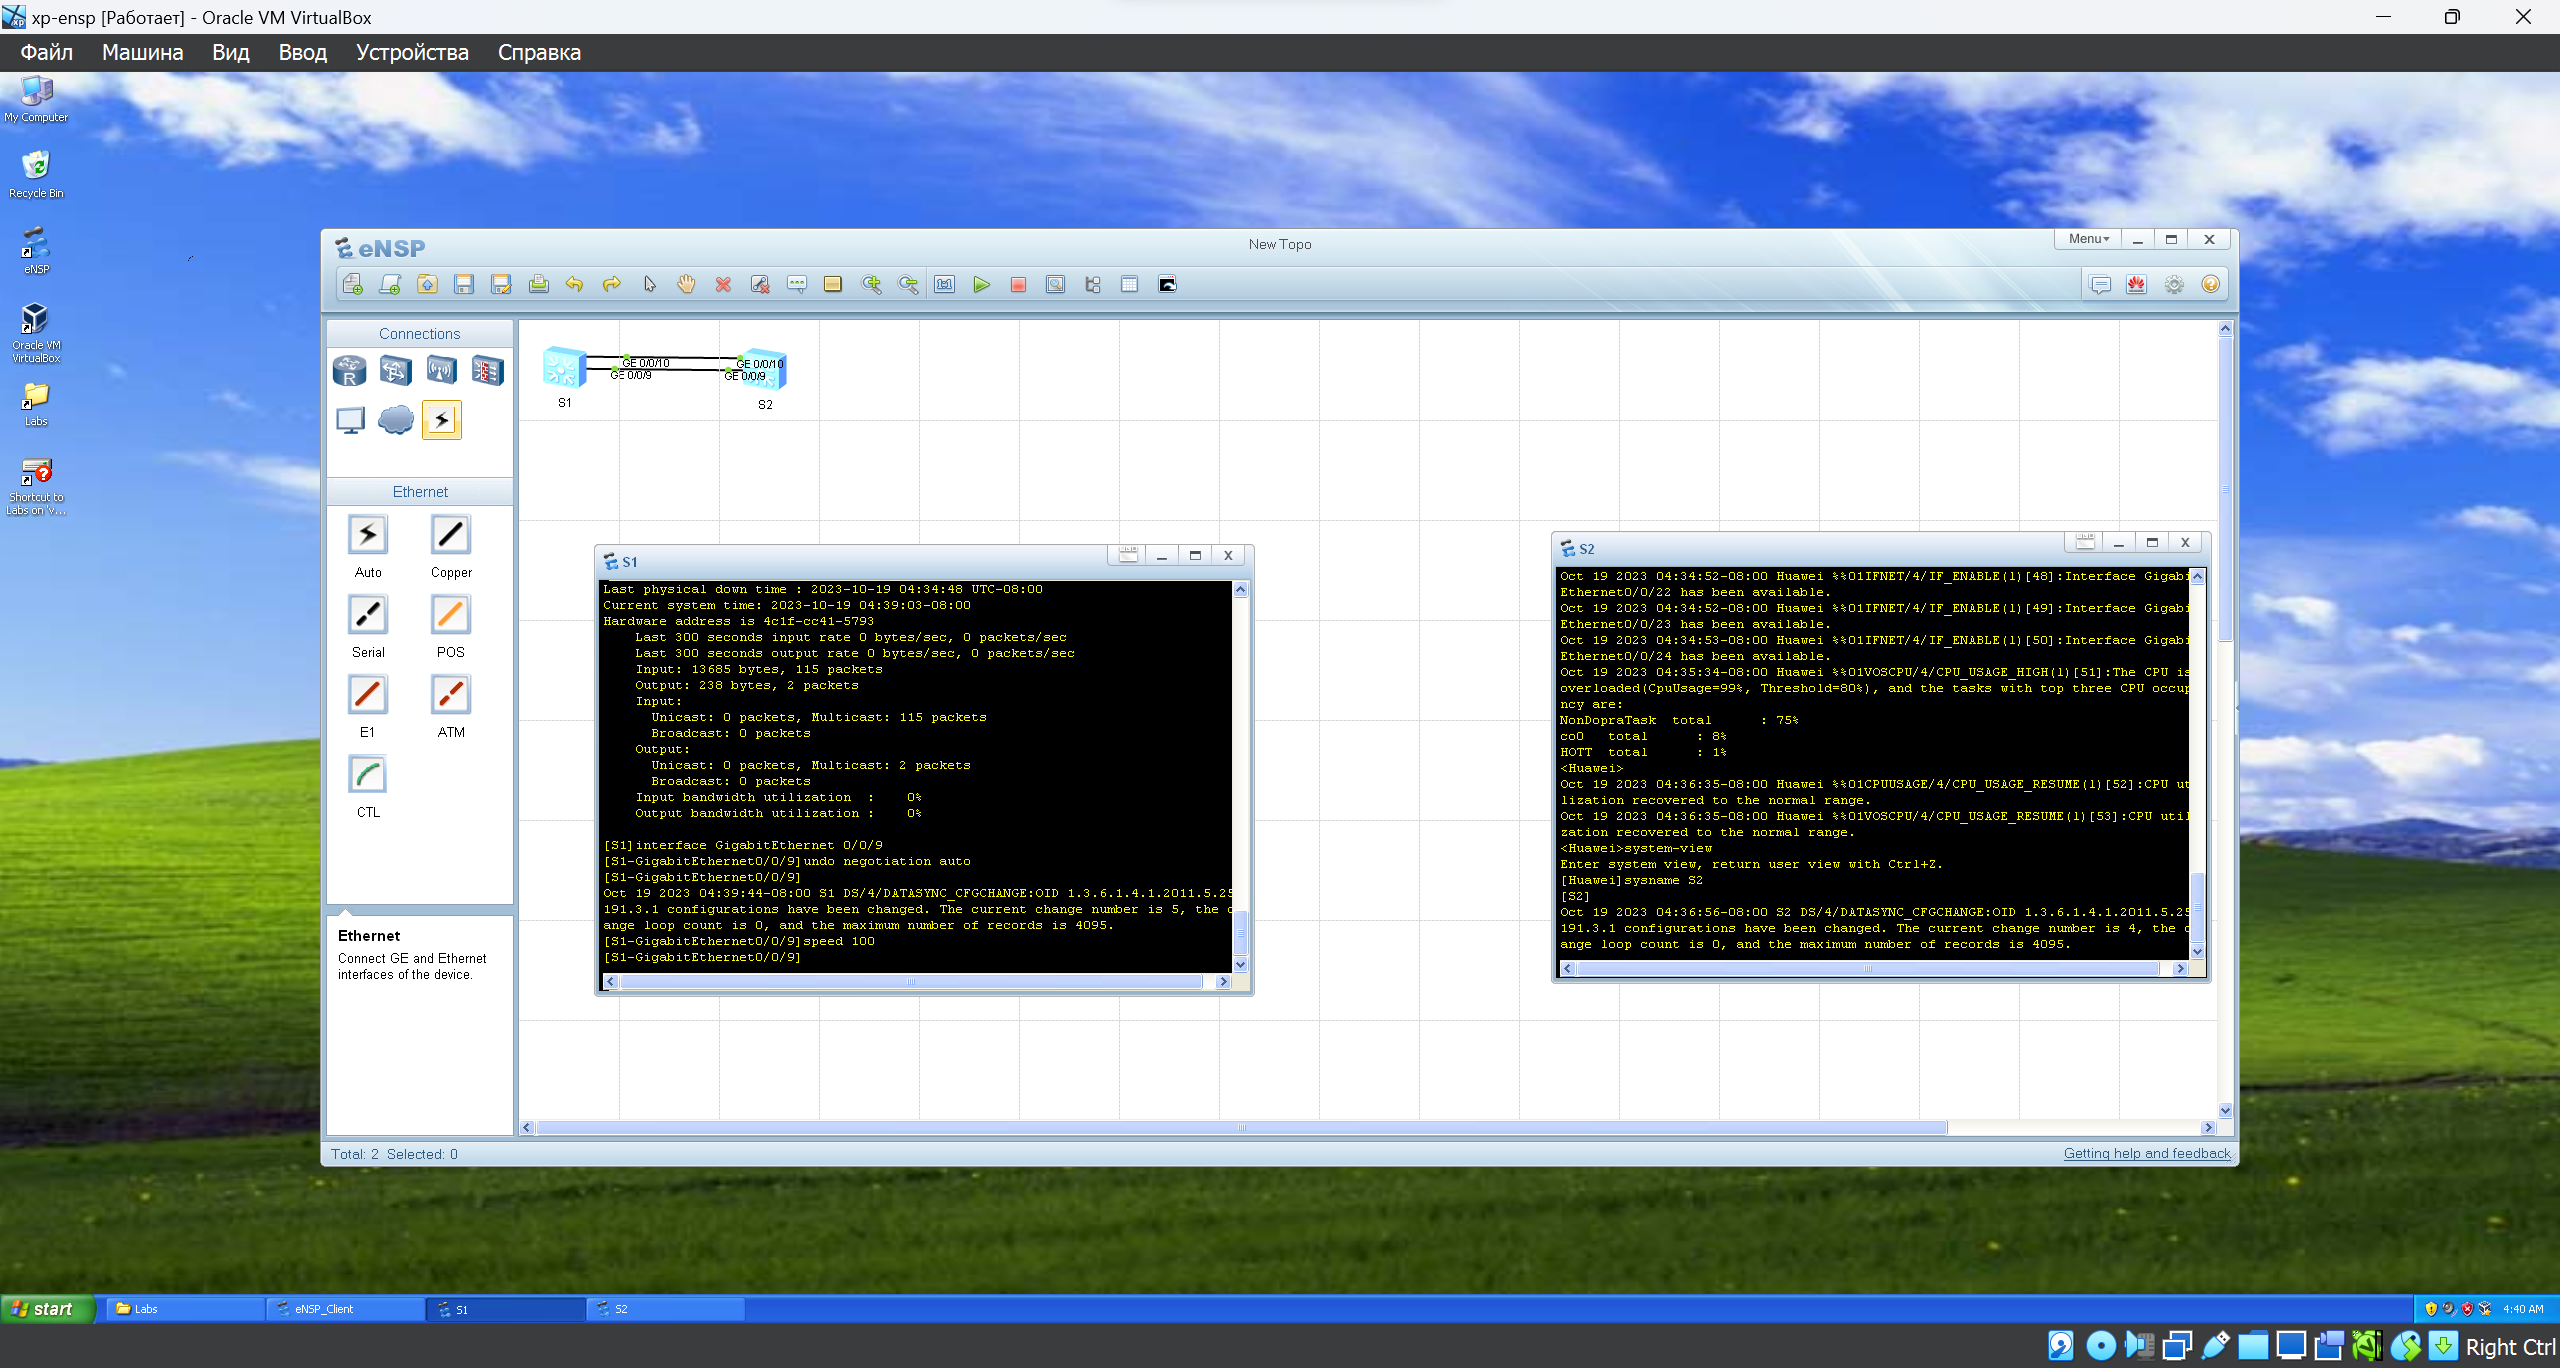 xp-ensp [Работает] - Oracle VM VirtualBox
Файл Машина Вид Ввод Устройства Справка
My Computer
Recycle Bin
eNSP
Oracle VM
VirtualBox
Labs
Shortcut to
Labs on 'v...
eNSP
New Topo
Menu
Connections
R
Ethernet
Auto
Copper
Serial
POS
E1
ATM
CTL
Ethernet
Connect GE and Ethernet
interfaces of the device.
GE 0/0/10
GE 0/0/9
GE 0/0/10
GE 0/0/9
S1
S2
S1
Last physical down time : 2023-10-19 04:34:48 UTC-08:00
Current system time: 2023-10-19 04:39:03-08:00
Hardware address is 4c1f-cc41-5793
Last 300 seconds input rate 0 bytes/sec, 0 packets/sec
Last 300 seconds output rate 0 bytes/sec, 0 packets/sec
Input: 13685 bytes, 115 packets
Output: 238 bytes, 2 packets
Input:
Unicast: 0 packets, Multicast: 115 packets
Broadcast: 0 packets
Output:
Unicast: 0 packets, Multicast: 2 packets
Broadcast: 0 packets
Input bandwidth utilization : 0%
Output bandwidth utilization : 0%
[S1]interface GigabitEthernet 0/0/9
[S1-GigabitEthernet0/0/9]undo negotiation auto
[S1-GigabitEthernet0/0/9]
Oct 19 2023 04:39:44-08:00 S1 DS/4/DATASYNC_CFGCHANGE:OID 1.3.6.1.4.1.2011.5.25
191.3.1 configurations have been changed. The current change number is 5, the c
ange loop count is 0, and the maximum number of records is 4095.
[S1-GigabitEthernet0/0/9]speed 100
[S1-GigabitEthernet0/0/9]
S2
Oct 19 2023 04:34:52-08:00 Huawei %%01IFNET/4/IF_ENABLE(l)[48]:Interface Gigabi
Ethernet0/0/22 has been available.
Oct 19 2023 04:34:52-08:00 Huawei %%01IFNET/4/IF_ENABLE(l)[49]:Interface Gigabi
Ethernet0/0/23 has been available.
Oct 19 2023 04:34:53-08:00 Huawei %%01IFNET/4/IF_ENABLE(l)[50]:Interface Gigabi
Ethernet0/0/24 has been available.
Oct 19 2023 04:35:34-08:00 Huawei %%01VOSCPU/4/CPU_USAGE_HIGH(l)[51]:The CPU is
overloaded(CpuUsage=99%, Threshold=80%), and the tasks with top three CPU occup
ncy are:
NonDopraTask total : 75%
co0 total : 8%
HOTT total : 1%
<Huawei>
Oct 19 2023 04:36:35-08:00 Huawei %%01CPUUSAGE/4/CPU_USAGE_RESUME(l)[52]:CPU ut
lization recovered to the normal range.
Oct 19 2023 04:36:35-08:00 Huawei %%01VOSCPU/4/CPU_USAGE_RESUME(l)[53]:CPU util
zation recovered to the normal range.
<Huawei>system-view
Enter system view, return user view with Ctrl+Z.
[Huawei]sysname S2
[S2]
Oct 19 2023 04:36:56-08:00 S2 DS/4/DATASYNC_CFGCHANGE:OID 1.3.6.1.4.1.2011.5.25
191.3.1 configurations have been changed. The current change number is 4, the c
ange loop count is 0, and the maximum number of records is 4095.
Total: 2 Selected: 0
Getting help and feedback
start
Labs
eNSP_Client
S1
S2
4:40 AM
Right Ctrl